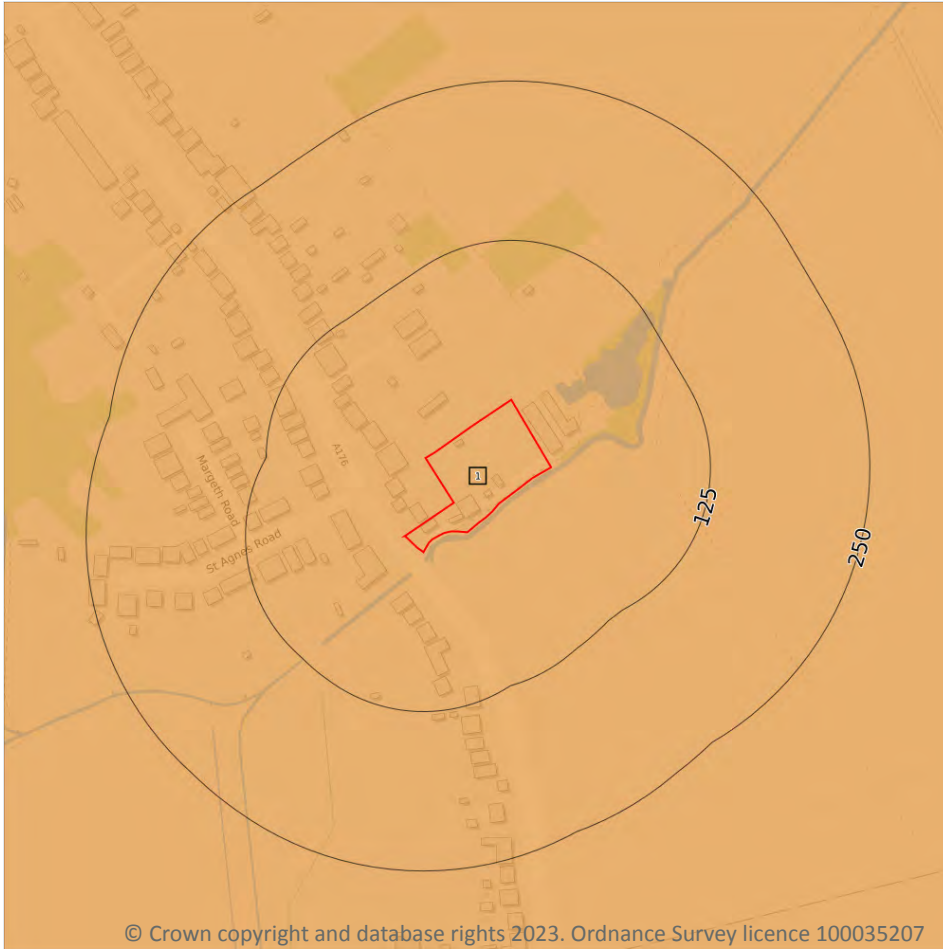 A176
Margeth Road
St Agnes Road
1
125
250
© Crown copyright and database rights 2023. Ordnance Survey licence 100035207